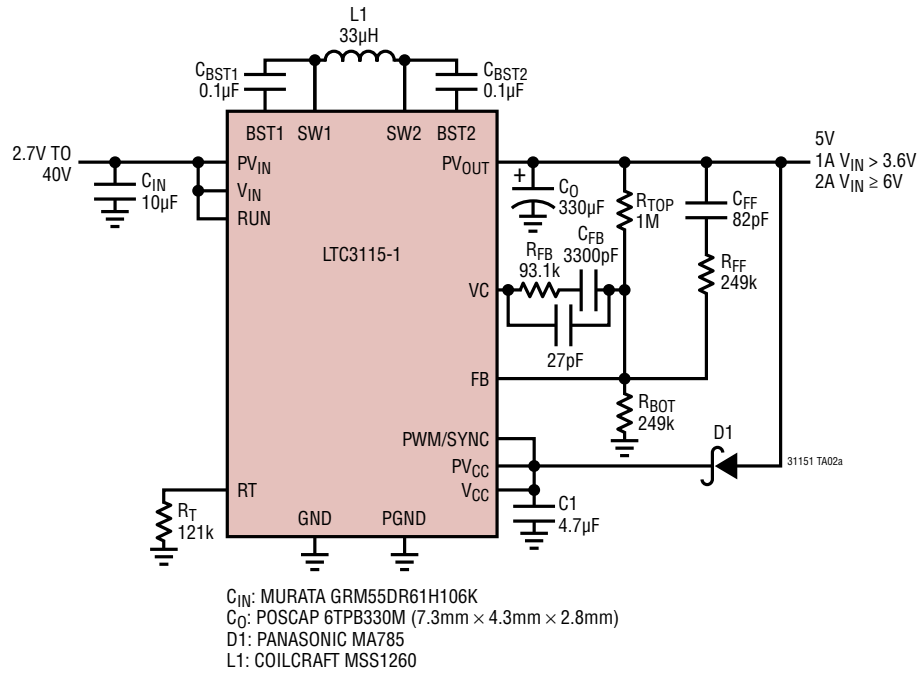 L1
33µH
CBST1
0.1µF
CBST2
0.1µF
BST1 SW1 SW2 BST2
2.7V TO
40V
CIN
10µF
PVIN
VIN
RUN
LTC3115-1
PVOUT
5V
1A VIN > 3.6V
2A VIN ≥ 6V
+
CO
330µF
RTOP
1M
CFF
82pF
RFF
249k
VC
RFB
93.1k
CFB
3300pF
27pF
FB
RBOT
249k
PWM/SYNC
PVCC
VCC
D1
31151 TA02a
C1
4.7µF
RT
RT
121k
GND PGND
CIN: MURATA GRM55DR61H106K
CO: POSCAP 6TPB330M (7.3mm × 4.3mm × 2.8mm)
D1: PANASONIC MA785
L1: COILCRAFT MSS1260